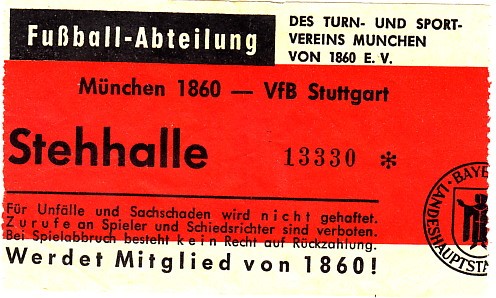 Fußball-Abteilung
DES TURN- UND SPORT-
VEREINS MUNCHEN
VON 1860 E. V.
München 1860 — VfB Stuttgart
Stehhalle 13330 *
Für Unfälle und Sachschaden wird nicht gehaftet.
Zurufe an Spieler und Schiedsrichter sind verboten.
Bei Spielabbruch besteht kein Recht auf Rückzahlung.
Werdet Mitglied von 1860!